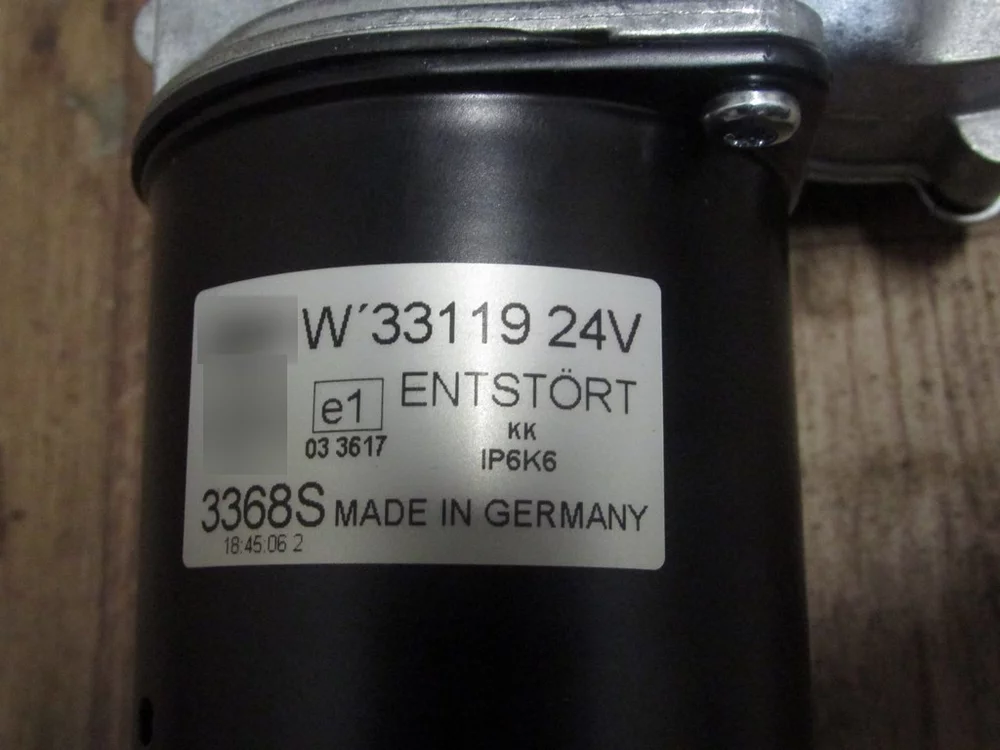 W´33119 24V
e1 ENTSTÖRT
03 3617 KK
IP6K6
3368S MADE IN GERMANY
18:45:06 2